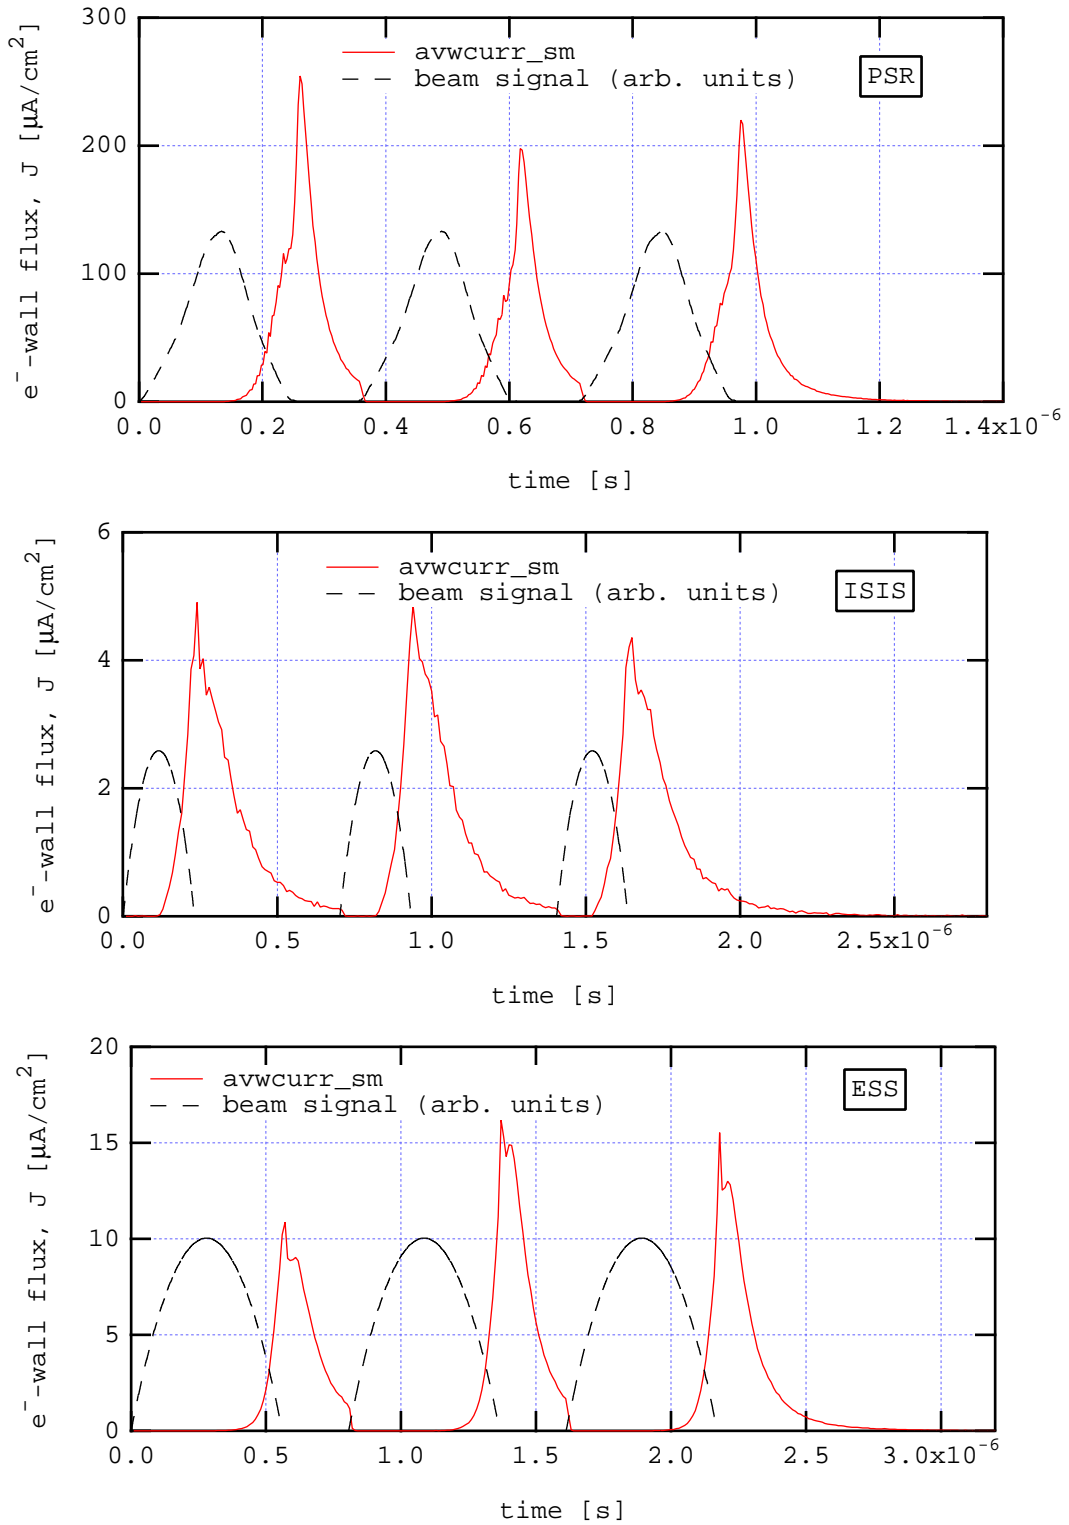 300
200
100
0
e⁻-wall flux, J [µA/cm²]
avwcurr_sm
beam signal (arb. units)
PSR
0.0 0.2 0.4 0.6 0.8 1.0 1.2 1.4x10⁻⁶
time [s]
6
4
2
0
e⁻-wall flux, J [µA/cm²]
avwcurr_sm
beam signal (arb. units)
ISIS
0.0 0.5 1.0 1.5 2.0 2.5x10⁻⁶
time [s]
20
15
10
5
0
e⁻-wall flux, J [µA/cm²]
avwcurr_sm
beam signal (arb. units)
ESS
0.0 0.5 1.0 1.5 2.0 2.5 3.0x10⁻⁶
time [s]